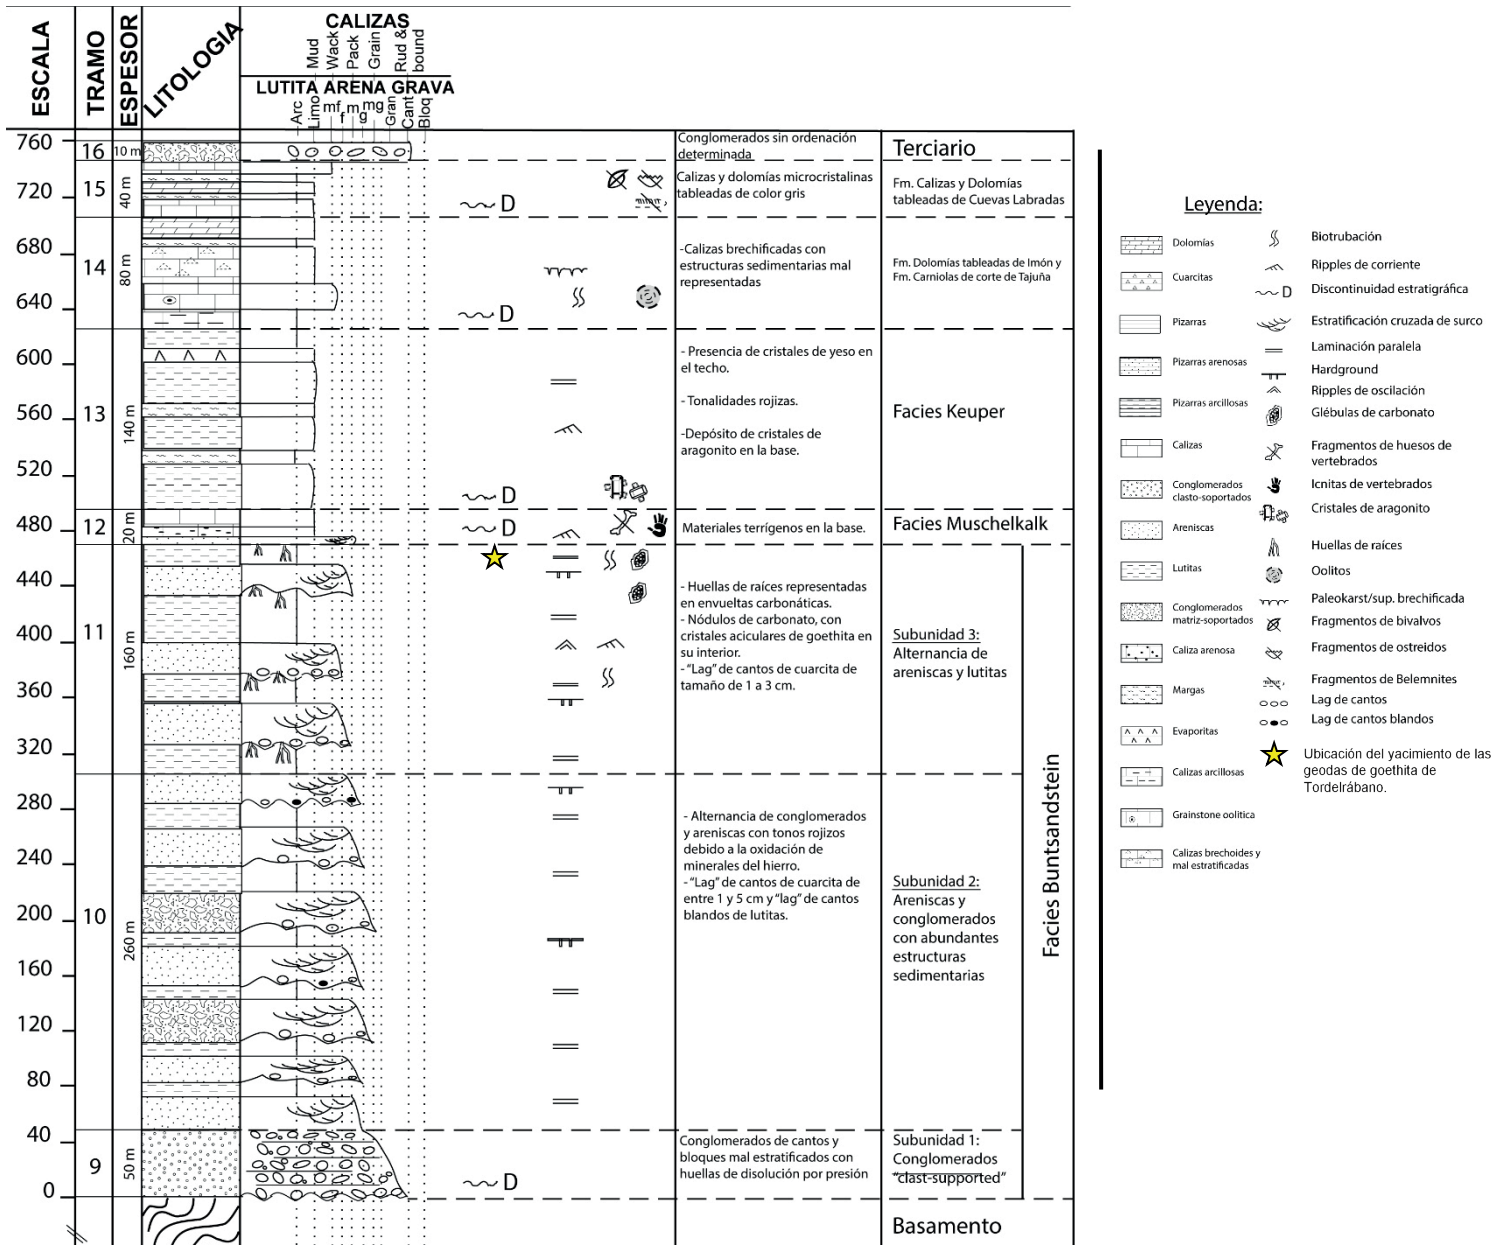 ESCALA
TRAMO
ESPESOR
LITOLOGIA
CALIZAS
Mud
Wack
Pack
Grain
Rud &
bound
LUTITA ARENA GRAVA
Arc
Limo
mf
f
m
g
mg
Gran
Cant
Bloq
760
720
680
640
600
560
520
480
440
400
360
320
280
240
200
160
120
80
40
0
16
10 m
Conglomerados sin ordenación
determinada
Terciario
15
40 m
D
Calizas y dolomías microcristalinas
tableadas de color gris
Fm. Calizas y Dolomías
tableadas de Cuevas Labradas
14
80 m
D
-Calizas brechificadas con
estructuras sedimentarias mal
representadas
Fm. Dolomías tableadas de Imón y
Fm. Carniolas de corte de Tajuña
13
140 m
D
- Presencia de cristales de yeso en
el techo.
- Tonalidades rojizas.
-Depósito de cristales de
aragonito en la base.
Facies Keuper
12
20 m
D
Materiales terrígenos en la base.
Facies Muschelkalk
11
160 m
- Huellas de raíces representadas
en envueltas carbonáticas.
- Nódulos de carbonato, con
cristales aciculares de goethita en
su interior.
-"Lag" de cantos de cuarcita de
tamaño de 1 a 3 cm.
Subunidad 3:
Alternancia de
areniscas y lutitas
10
260 m
- Alternancia de conglomerados
y areniscas con tonos rojizos
debido a la oxidación de
minerales del hierro.
-"Lag" de cantos de cuarcita de
entre 1 y 5 cm y "lag" de cantos
blandos de lutitas.
Subunidad 2:
Areniscas y
conglomerados
con abundantes
estructuras
sedimentarias
Facies Buntsandstein
9
50 m
D
Conglomerados de cantos y
bloques mal estratificados con
huellas de disolución por presión
Subunidad 1:
Conglomerados
"clast-supported"
Basamento
Leyenda:
Dolomías
Cuarcitas
Pizarras
Pizarras arenosas
Pizarras arcillosas
Calizas
Conglomerados
clasto-soportados
Areniscas
Lutitas
Conglomerados
matriz-soportados
Caliza arenosa
Margas
Evaporitas
Calizas arcillosas
Grainstone oolitica
Calizas brechoides y
mal estratificadas
Biotrubación
Ripples de corriente
D Discontinuidad estratigráfica
Estratificación cruzada de surco
Laminación paralela
Hardground
Ripples de oscilación
Glébulas de carbonato
Fragmentos de huesos de
vertebrados
Icnitas de vertebrados
Cristales de aragonito
Huellas de raíces
Oolitos
Paleokarst/sup. brechificada
Fragmentos de bivalvos
Fragmentos de ostreidos
Fragmentos de Belemnites
Lag de cantos
Lag de cantos blandos
Ubicación del yacimiento de las
geodas de goethita de
Tordelrábano.